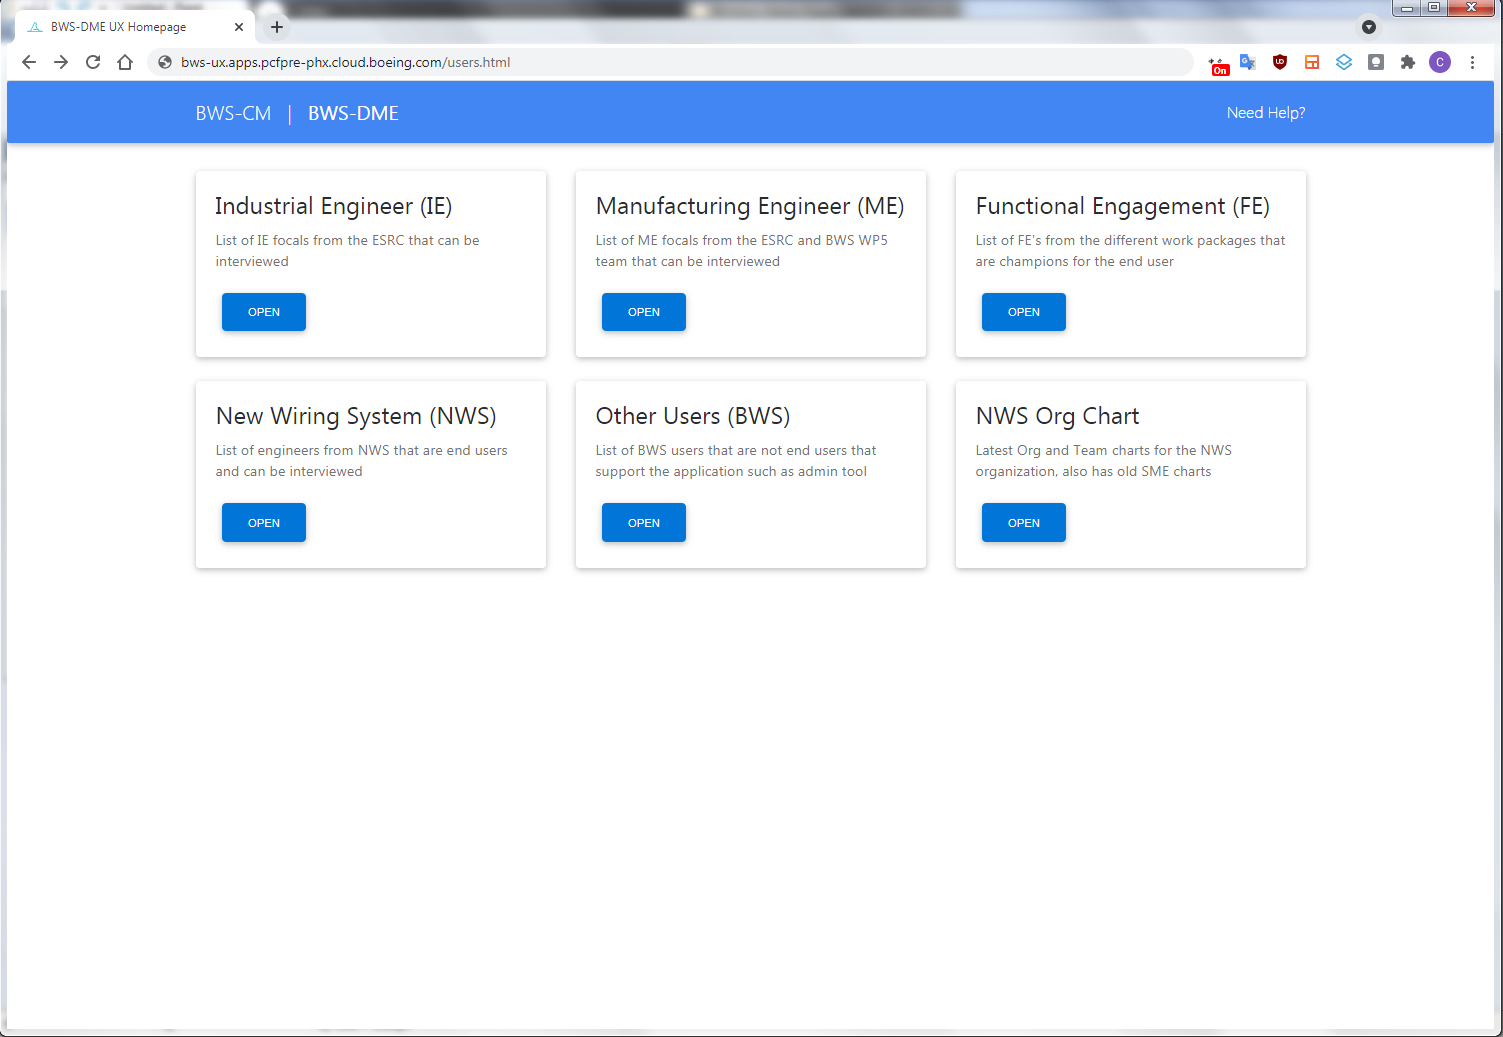 BWS-DME UX Homepage
bws-ux.apps.pcfpre-phx.cloud.boeing.com/users.html
On
C
BWS-CM | BWS-DME
Need Help?
Industrial Engineer (IE)
List of IE focals from the ESRC that can be
interviewed
OPEN
Manufacturing Engineer (ME)
List of ME focals from the ESRC and BWS WP5
team that can be interviewed
OPEN
Functional Engagement (FE)
List of FE's from the different work packages that
are champions for the end user
OPEN
New Wiring System (NWS)
List of engineers from NWS that are end users
and can be interviewed
OPEN
Other Users (BWS)
List of BWS users that are not end users that
support the application such as admin tool
OPEN
NWS Org Chart
Latest Org and Team charts for the NWS
organization, also has old SME charts
OPEN